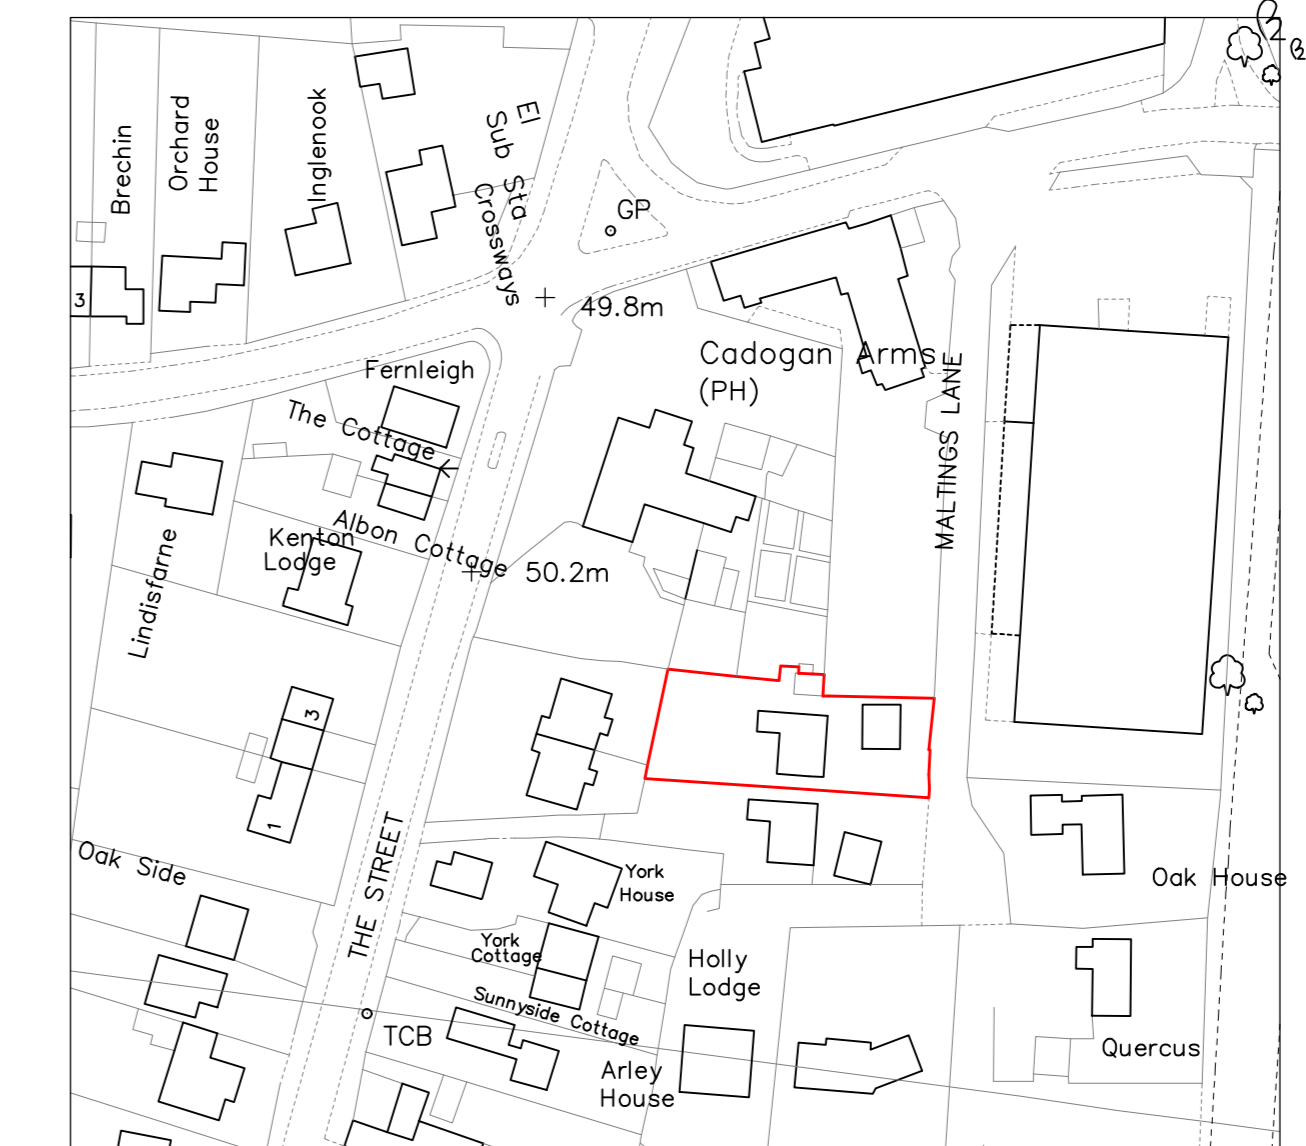 Brechin
Orchard
House
Inglenook
El
Sub Sta
Crossways
GP
49.8m
3
Cadogan Arms
(PH)
MALTINGS LANE
Fernleigh
The Cottage
Albon Cottage
Kenton
Lodge
50.2m
Lindisfarne
3
1
THE STREET
Oak Side
York
House
York
Cottage
Sunnyside Cottage
Holly
Lodge
Oak House
TCB
Arley
House
Quercus